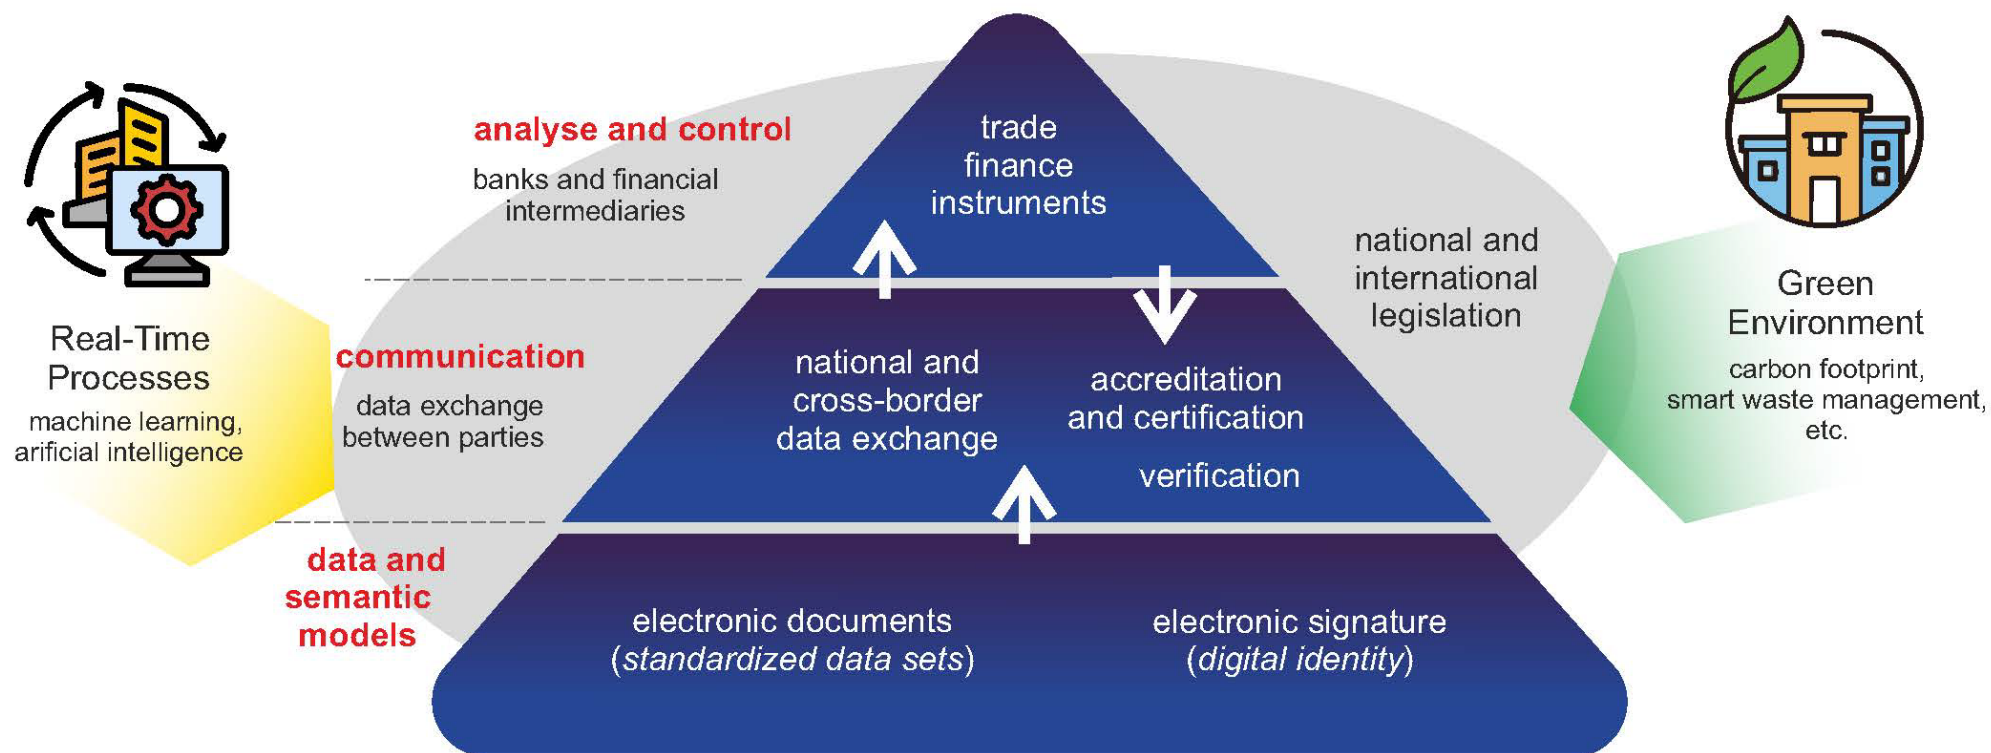 analyse and control
banks and financial
intermediaries
trade
finance
instruments
national and
international
legislation
Real-Time
Processes
machine learning,
arificial intelligence
communication
data exchange
between parties
national and
cross-border
data exchange
accreditation
and certification
verification
Green
Environment
carbon footprint,
smart waste management,
etc.
data and
semantic
models
electronic documents
(standardized data sets)
electronic signature
(digital identity)